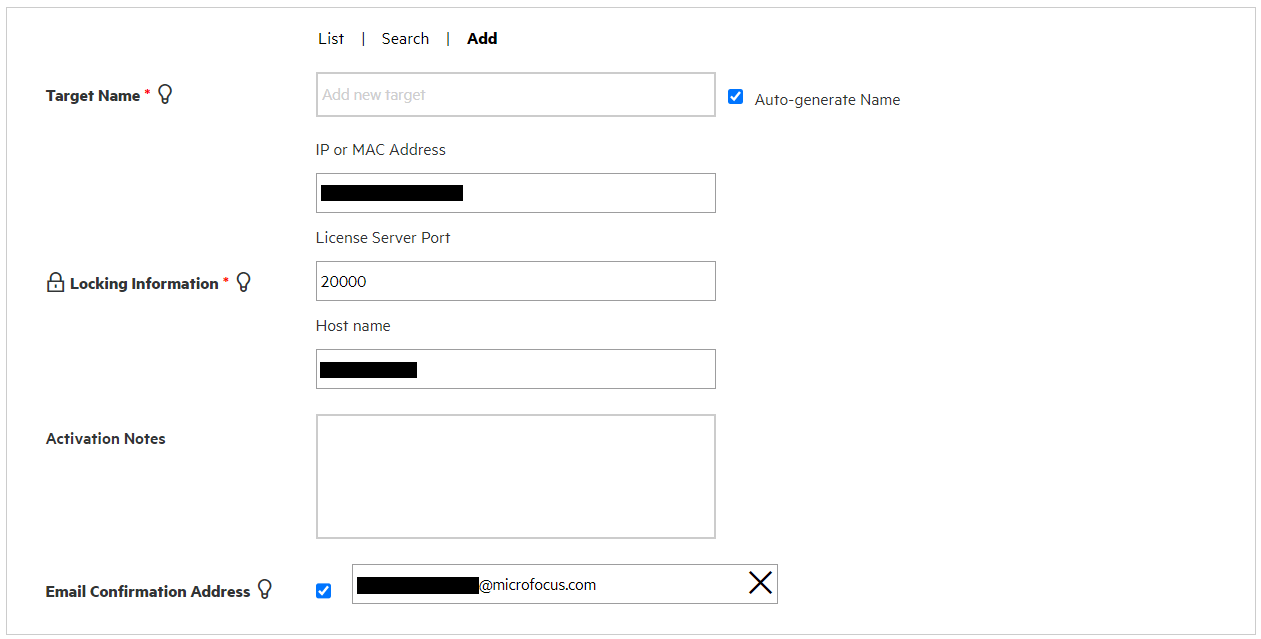 List | Search | Add
Target Name *
Add new target
Auto-generate Name
IP or MAC Address
License Server Port
Locking Information *
20000
Host name
Activation Notes
Email Confirmation Address
@microfocus.com